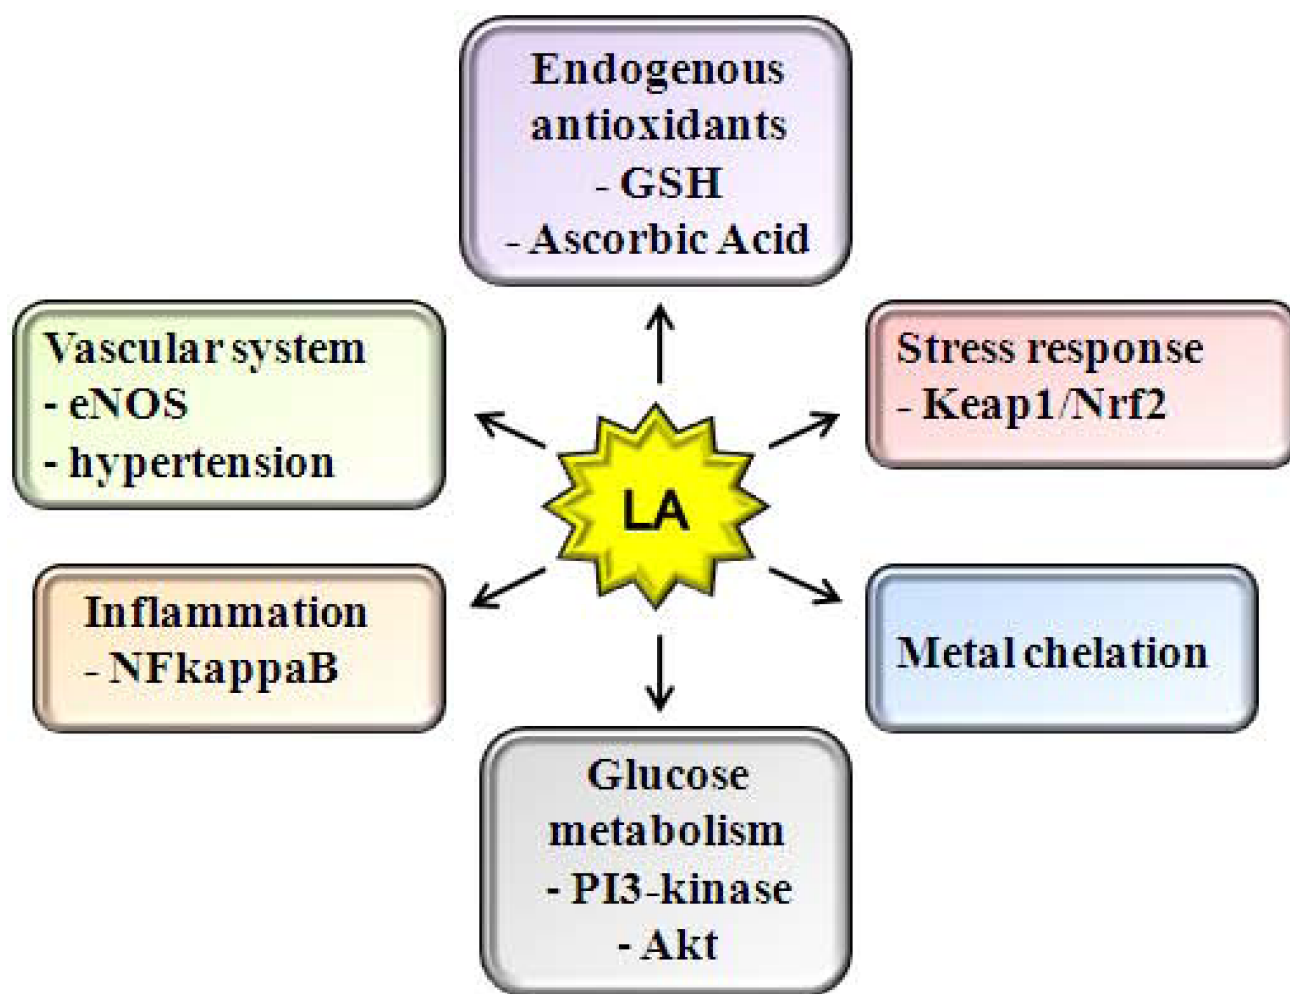 Endogenous
antioxidants
- GSH
- Ascorbic Acid
Vascular system
- eNOS
- hypertension
Stress response
- Keap1/Nrf2
LA
Inflammation
- NFkappaB
Metal chelation
Glucose
metabolism
- PI3-kinase
- Akt